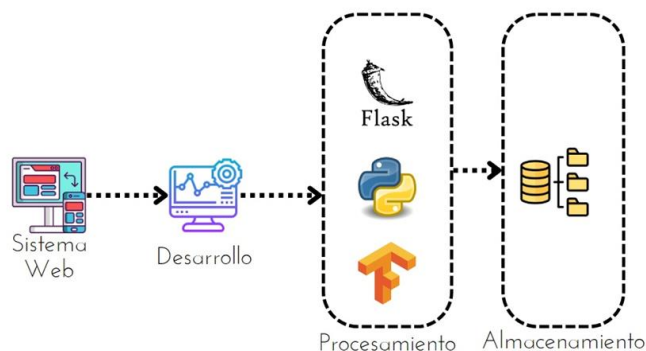 Flask
Sistema
Web
Desarrollo
Procesamiento
Almacenamiento